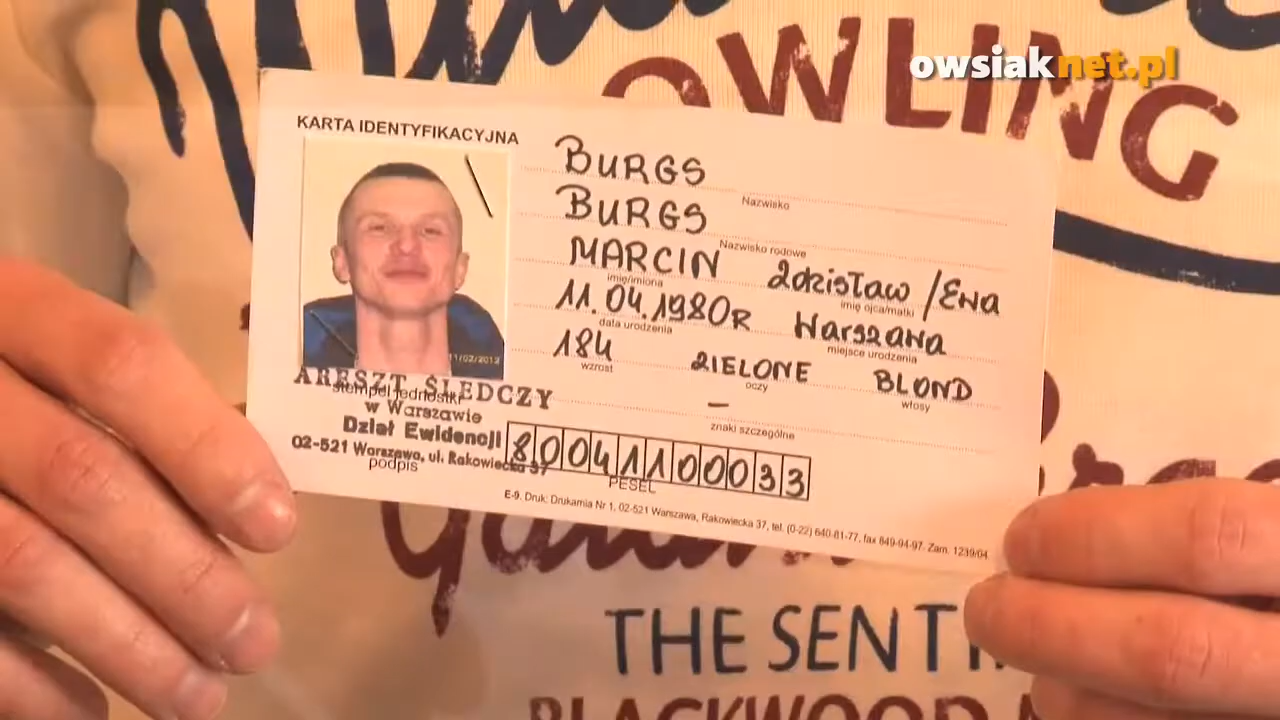 owsiaknet.pl
OWLING
KARTA IDENTYFIKACYJNA
BURGS
Nazwisko
BURGS
Nazwisko rodowe
MARCIN Zdzisław / Ewa
imię/imiona imię ojca/matki
11.04.1980R Warszawa
data urodzenia miejsce urodzenia
184 ZIELONE BLOND
wzrost oczy włosy
–
znaki szczególne
11/02/2012
ARESZT ŚLEDCZY
stempel jednostki
w Warszawie
Dział Ewidencji
02-521 Warszawa, ul. Rakowiecka 37
podpis
80041100033
PESEL
E-9. Druk: Drukarnia Nr 1, 02-521 Warszawa, Rakowiecka 37, tel. (0-22) 640-81-77, fax 849-94-97. Zam. 1239/04
THE SENTI
BLACKWOOD